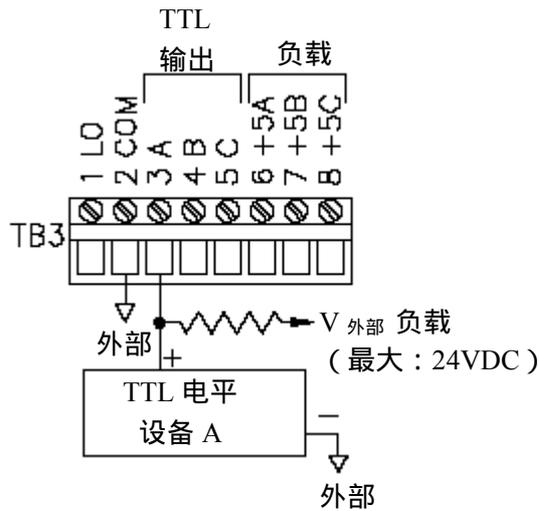 TTL
输出
负载
1 LO
2 COM
3 A
4 B
5 C
6 +5A
7 +5B
8 +5C
TB3
外部
V 外部 负载
（最大：24VDC）
+
TTL 电平
设备 A
−
外部